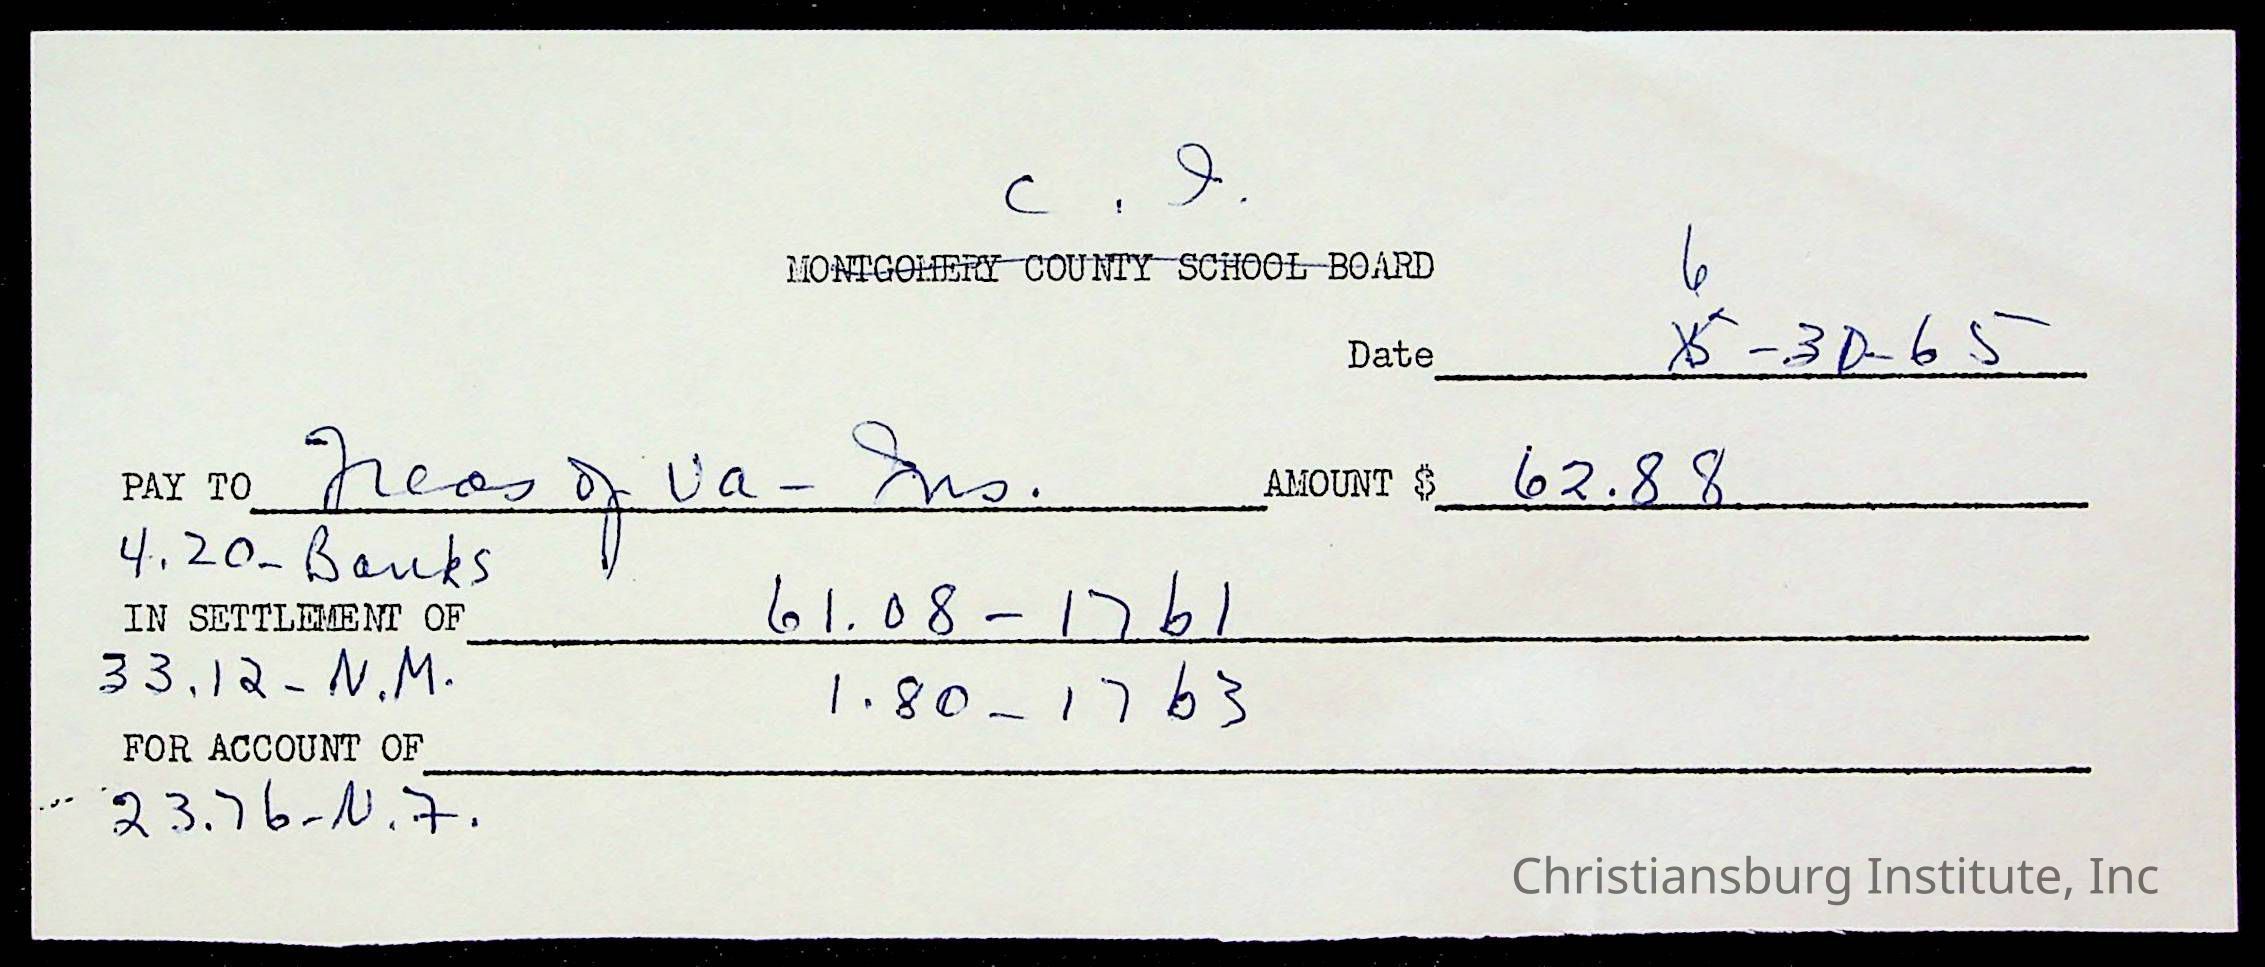 C. I.
MONTGOMERY COUNTY SCHOOL BOARD
6
Date 5-30-65
PAY TO Treas of Va - Ins. AMOUNT $ 62.88
4.20 - Banks
IN SETTLEMENT OF 61.08 - 1761
33.12 - N.M.
1.80 - 1763
FOR ACCOUNT OF
23.76 - N.F.
Christiansburg Institute, Inc